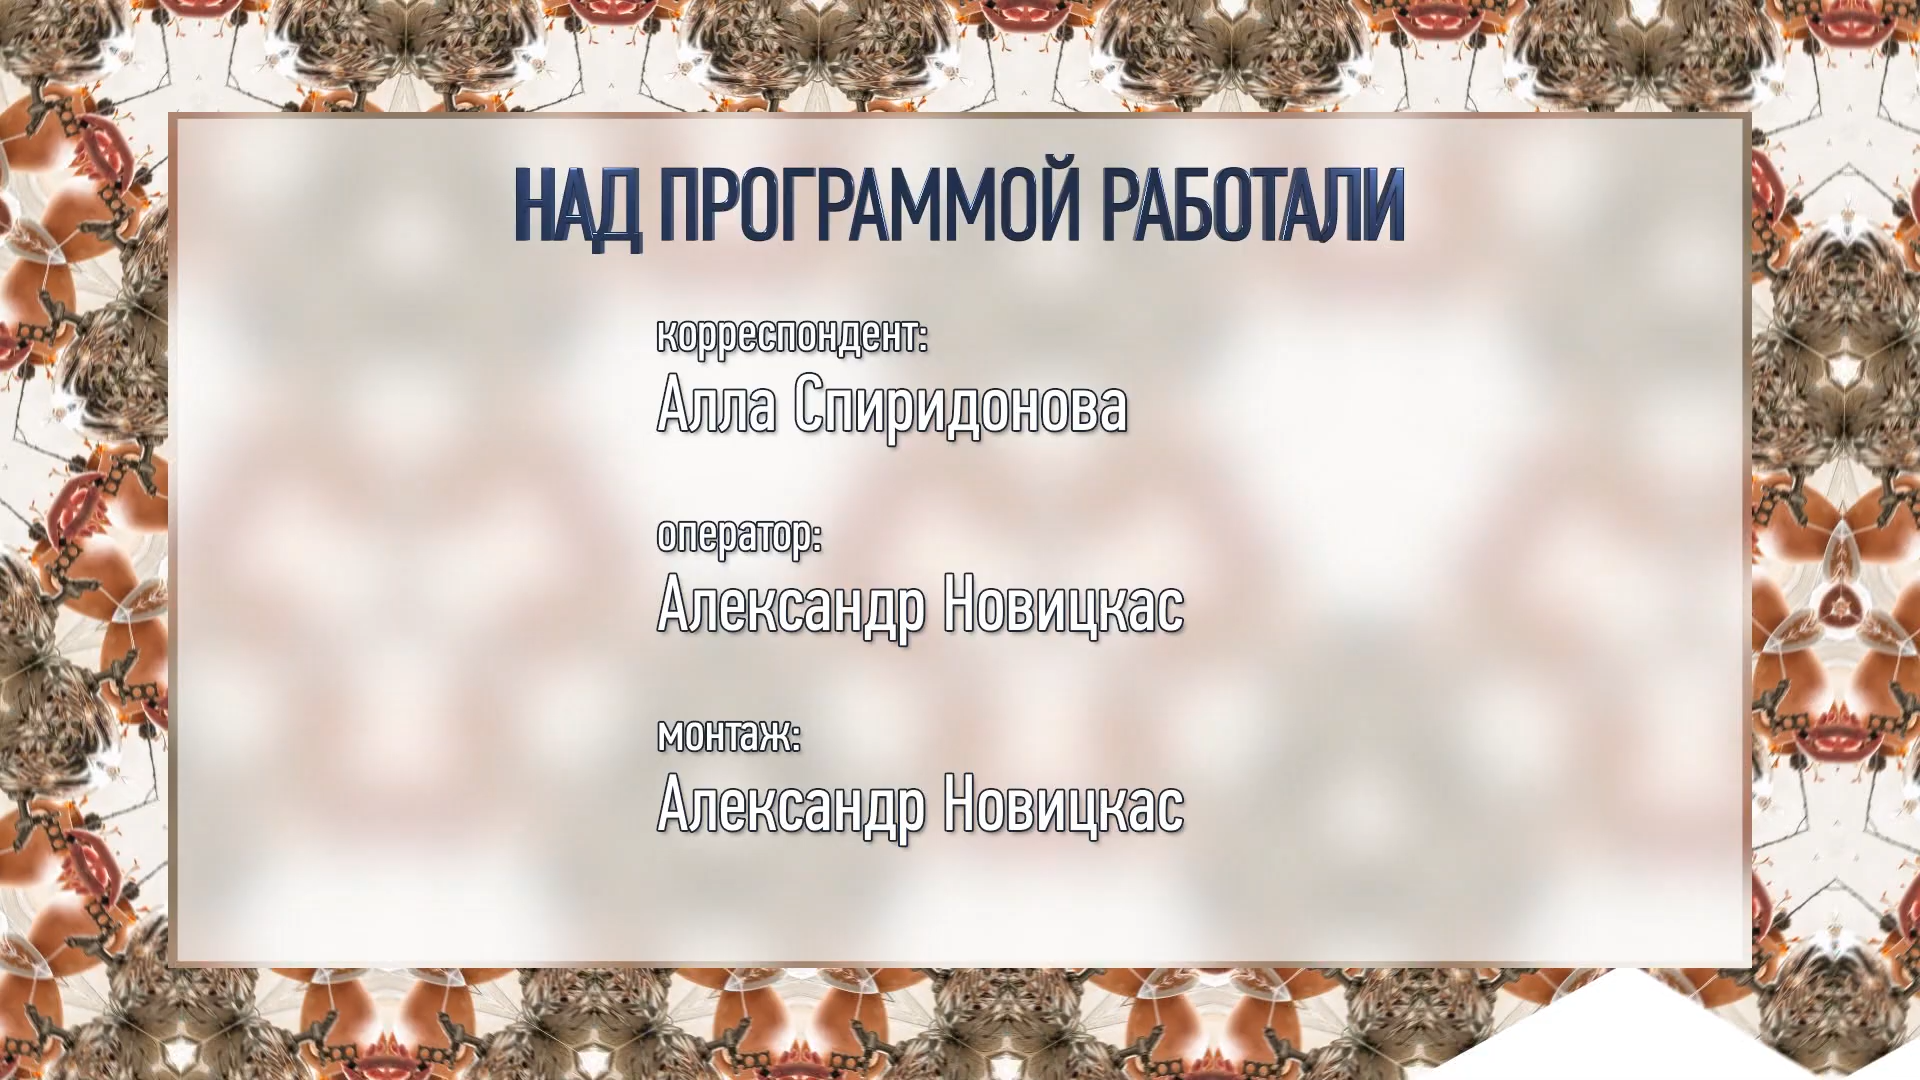 НАД ПРОГРАММОЙ РАБОТАЛИ
корреспондент:
Алла Спиридонова
оператор:
Александр Новицкас
монтаж:
Александр Новицкас